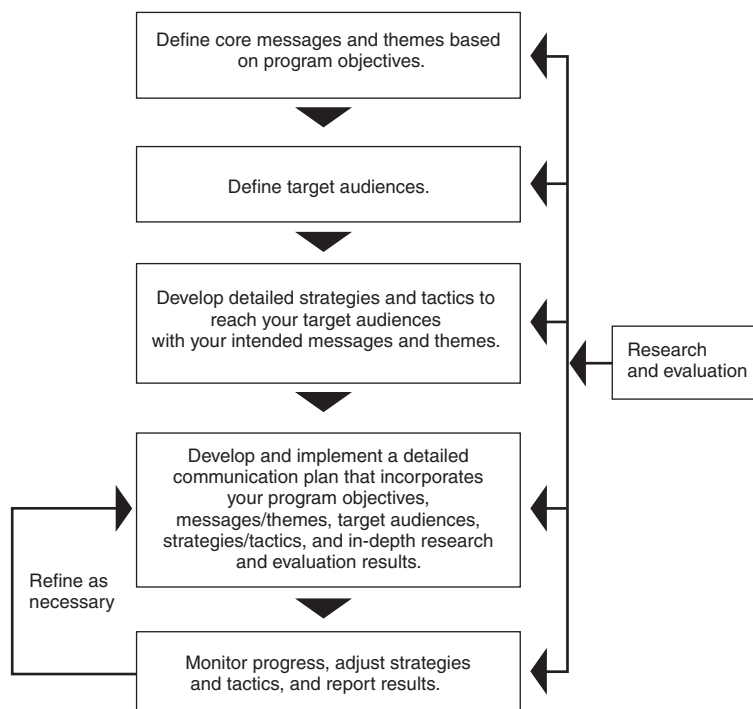 Define core messages and themes based
on program objectives.
Define target audiences.
Develop detailed strategies and tactics to
reach your target audiences
with your intended messages and themes.
Research
and evaluation
Develop and implement a detailed
communication plan that incorporates
your program objectives,
messages/themes, target audiences,
strategies/tactics, and in-depth research
and evaluation results.
Refine as
necessary
Monitor progress, adjust strategies
and tactics, and report results.